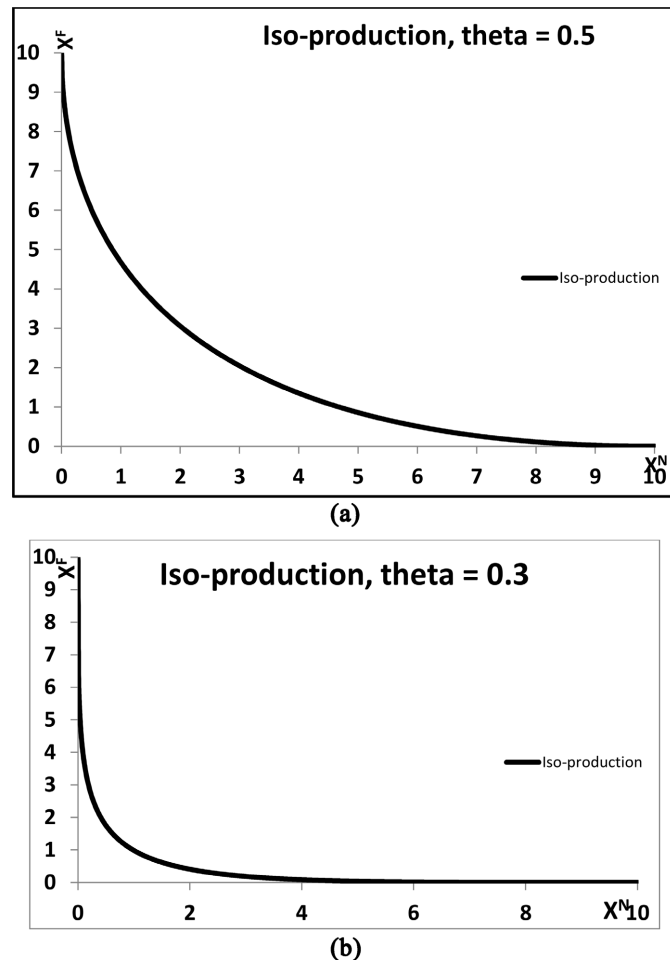 Iso-production, theta = 0.5
X^F
10
9
8
7
6
5
4
3
2
1
0
Iso-production
X^N
0 1 2 3 4 5 6 7 8 9 10
(a)
Iso-production, theta = 0.3
X^F
10
9
8
7
6
5
4
3
2
1
0
Iso-production
X^N
0 2 4 6 8 10
(b)